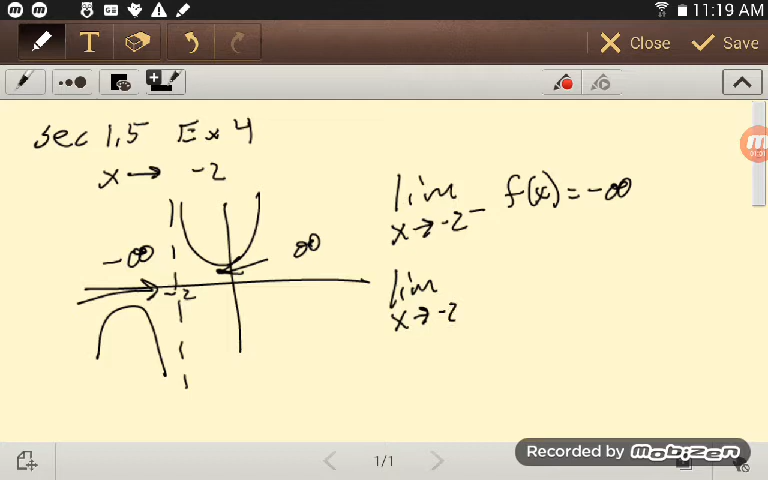 11:19 AM
T
Close
Save
sec 1.5 Ex 4
x → -2
lim f(x) = -∞
x → -2⁻
-∞
∞
-2
lim
x → -2
1/1
Recorded by
mobizen